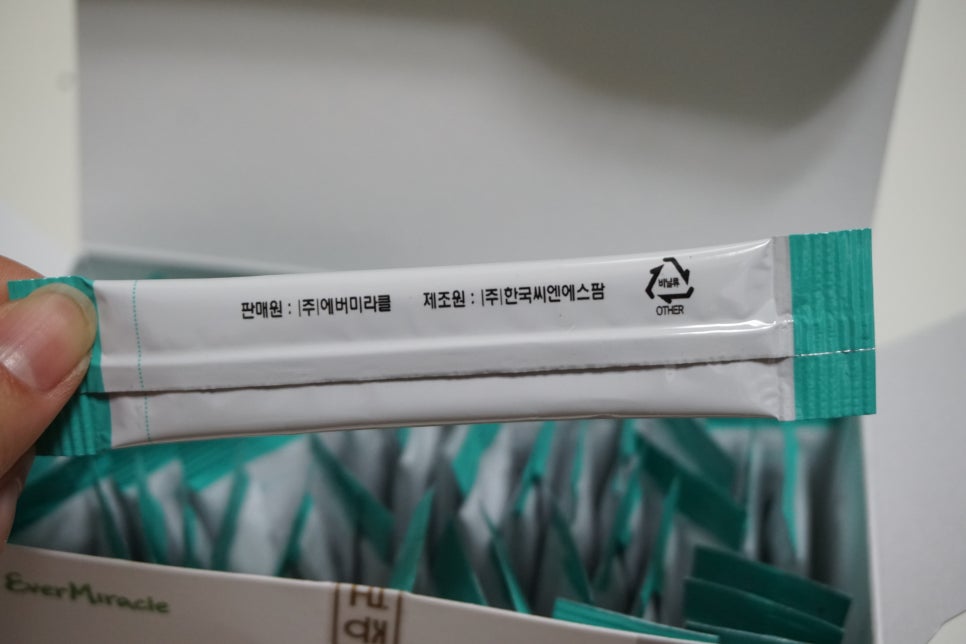 판매원 : (주)에버미라클 제조원 : (주)한국씨엔에스팜
비닐류
OTHER
EverMiracle